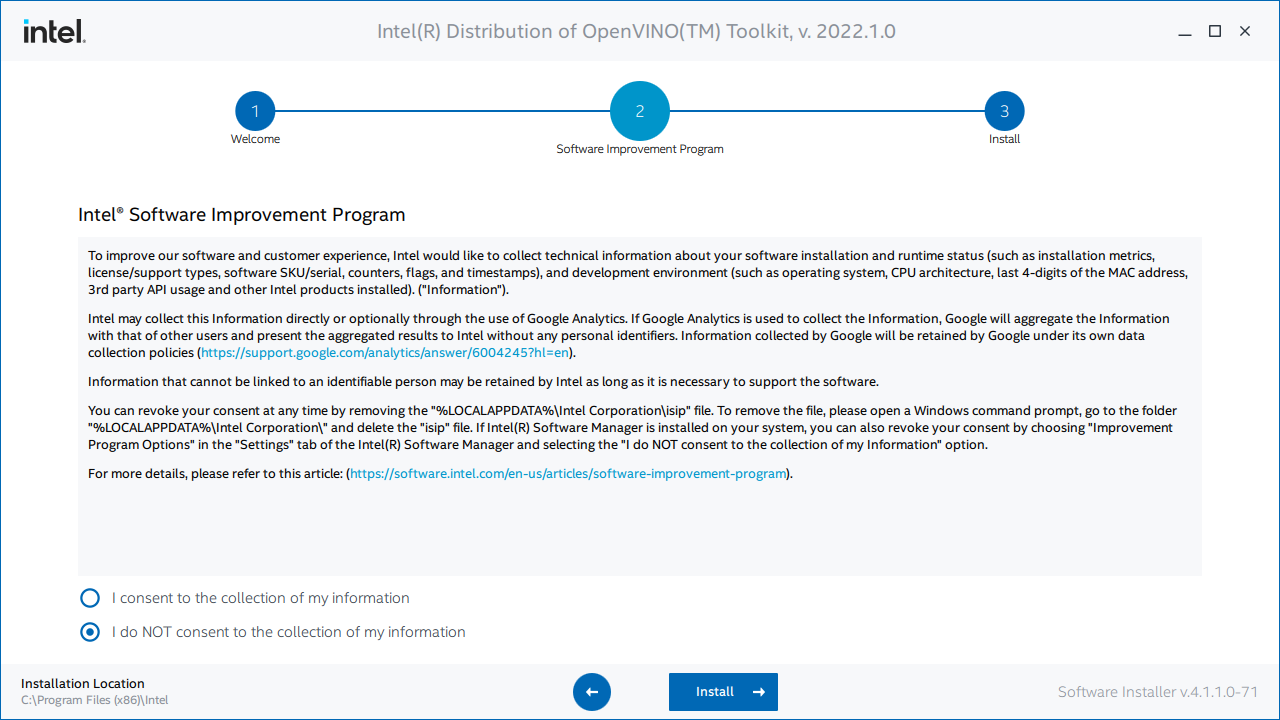 intel.
Intel(R) Distribution of OpenVINO(TM) Toolkit, v. 2022.1.0
1
2
3
Welcome
Software Improvement Program
Install
Intel® Software Improvement Program
To improve our software and customer experience, Intel would like to collect technical information about your software installation and runtime status (such as installation metrics,
license/support types, software SKU/serial, counters, flags, and timestamps), and development environment (such as operating system, CPU architecture, last 4-digits of the MAC address,
3rd party API usage and other Intel products installed). ("Information").
Intel may collect this Information directly or optionally through the use of Google Analytics. If Google Analytics is used to collect the Information, Google will aggregate the Information
with that of other users and present the aggregated results to Intel without any personal identifiers. Information collected by Google will be retained by Google under its own data
collection policies (https://support.google.com/analytics/answer/6004245?hl=en).
Information that cannot be linked to an identifiable person may be retained by Intel as long as it is necessary to support the software.
You can revoke your consent at any time by removing the "%LOCALAPPDATA%\Intel Corporation\isip" file. To remove the file, please open a Windows command prompt, go to the folder
"%LOCALAPPDATA%\Intel Corporation\" and delete the "isip" file. If Intel(R) Software Manager is installed on your system, you can also revoke your consent by choosing "Improvement
Program Options" in the "Settings" tab of the Intel(R) Software Manager and selecting the "I do NOT consent to the collection of my Information" option.
For more details, please refer to this article: (https://software.intel.com/en-us/articles/software-improvement-program).
I consent to the collection of my information
I do NOT consent to the collection of my information
Installation Location
C:\Program Files (x86)\Intel
Install
Software Installer v.4.1.1.0-71